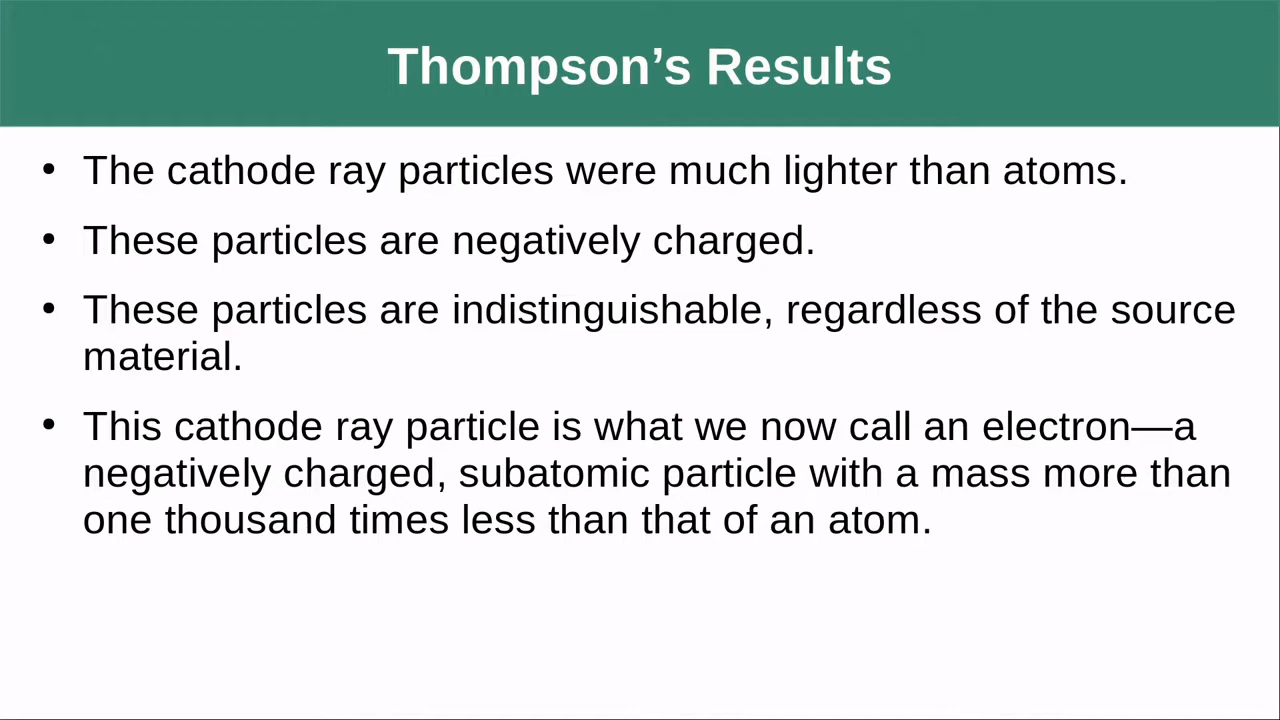 Thompson’s Results
• The cathode ray particles were much lighter than atoms.
• These particles are negatively charged.
• These particles are indistinguishable, regardless of the source
material.
• This cathode ray particle is what we now call an electron—a
negatively charged, subatomic particle with a mass more than
one thousand times less than that of an atom.